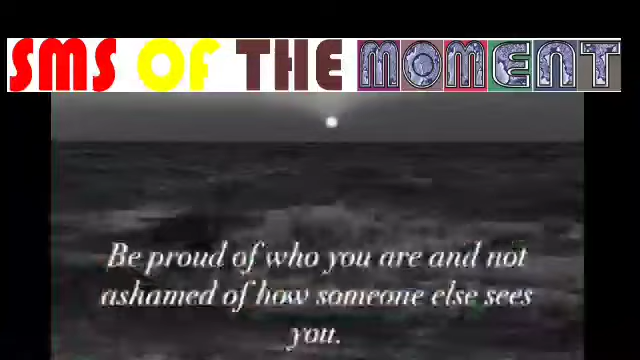 SMS OF THE MOMENT
Be proud of who you are and not
ashamed of how someone else sees
you.